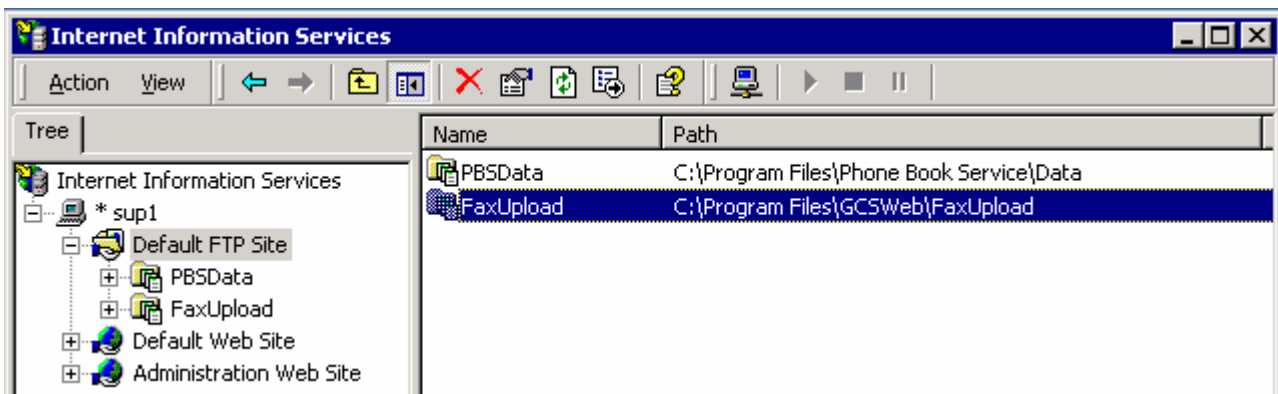 Internet Information Services
Action View
Tree
Name Path
Internet Information Services
* sup1
Default FTP Site
PBSData
FaxUpload
Default Web Site
Administration Web Site
PBSData C:\Program Files\Phone Book Service\Data
FaxUpload C:\Program Files\GCSWeb\FaxUpload